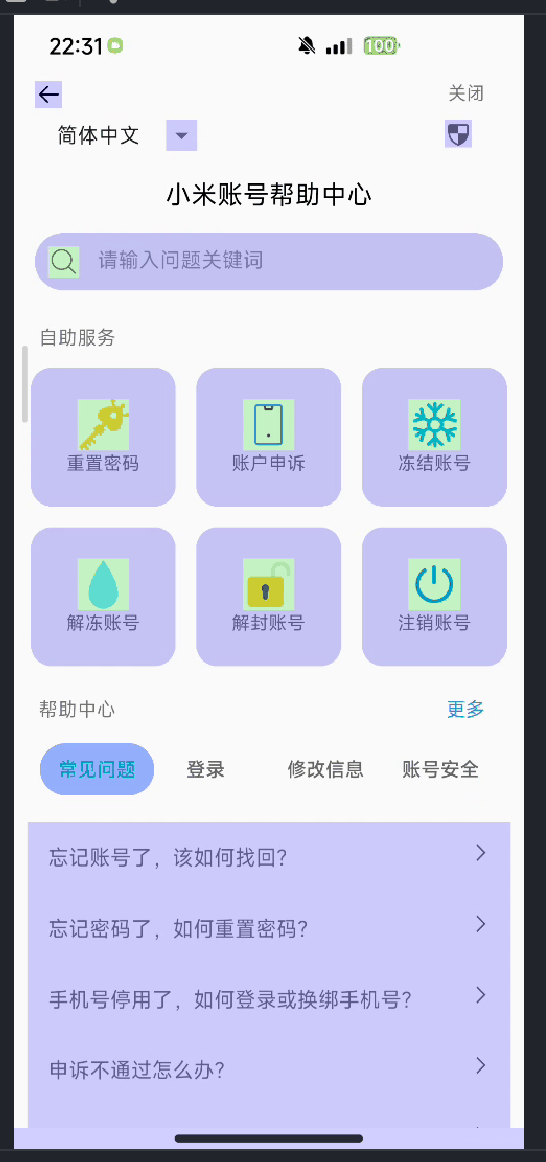 22:31
100
关闭
简体中文
小米账号帮助中心
请输入问题关键词
自助服务
重置密码 账户申诉 冻结账号
解冻账号 解封账号 注销账号
帮助中心 更多
常见问题 登录 修改信息 账号安全
忘记账号了，该如何找回？
忘记密码了，如何重置密码？
手机号停用了，如何登录或换绑手机号？
申诉不通过怎么办？